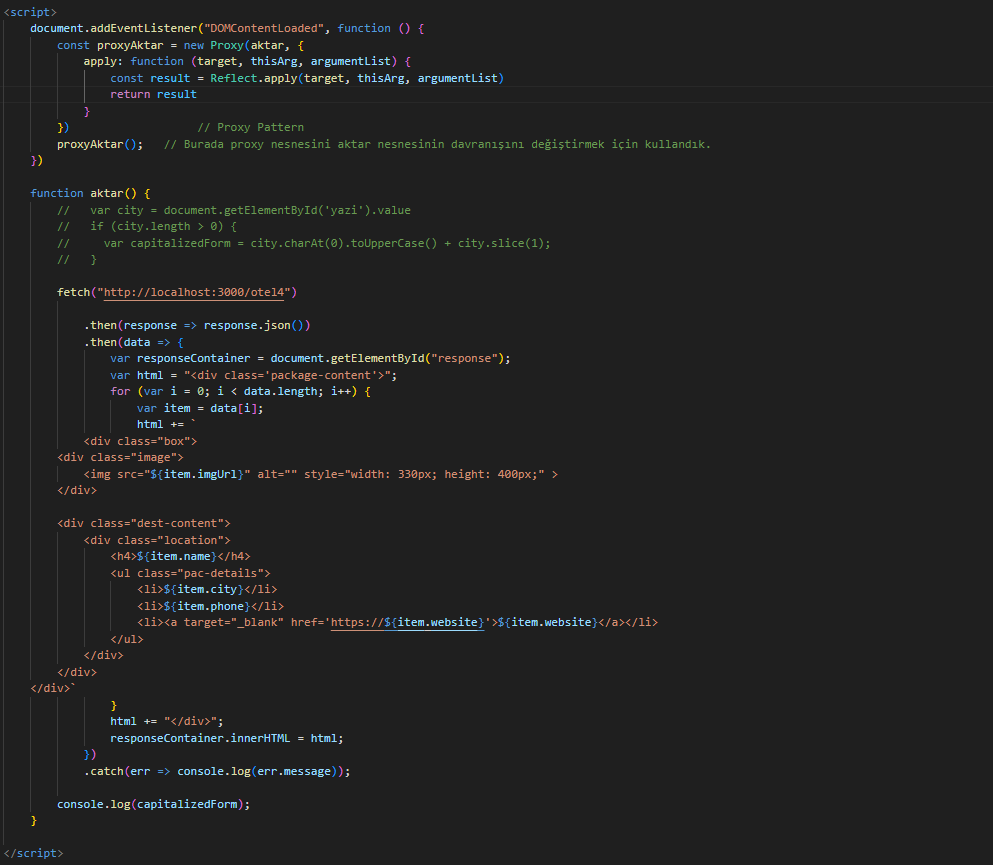 <script>
document.addEventListener("DOMContentLoaded", function () {
const proxyAktar = new Proxy(aktar, {
apply: function (target, thisArg, argumentList) {
const result = Reflect.apply(target, thisArg, argumentList)
return result
}
})                   // Proxy Pattern
proxyAktar();   // Burada proxy nesnesini aktar nesnesinin davranışını değiştirmek için kullandık.
})
function aktar() {
//   var city = document.getElementById('yazi').value
//   if (city.length > 0) {
//     var capitalizedForm = city.charAt(0).toUpperCase() + city.slice(1);
//   }
fetch("http://localhost:3000/otel4")
.then(response => response.json())
.then(data => {
var responseContainer = document.getElementById("response");
var html = "<div class='package-content'>";
for (var i = 0; i < data.length; i++) {
var item = data[i];
html += `
<div class="box">
<div class="image">
<img src="${item.imgUrl}" alt="" style="width: 330px; height: 400px;" >
</div>
<div class="dest-content">
<div class="location">
<h4>${item.name}</h4>
<ul class="pac-details">
<li>${item.city}</li>
<li>${item.phone}</li>
<li><a target="_blank" href='https://${item.website}'>${item.website}</a></li>
</ul>
</div>
</div>
</div>`
}
html += "</div>";
responseContainer.innerHTML = html;
})
.catch(err => console.log(err.message));
console.log(capitalizedForm);
}
</script>